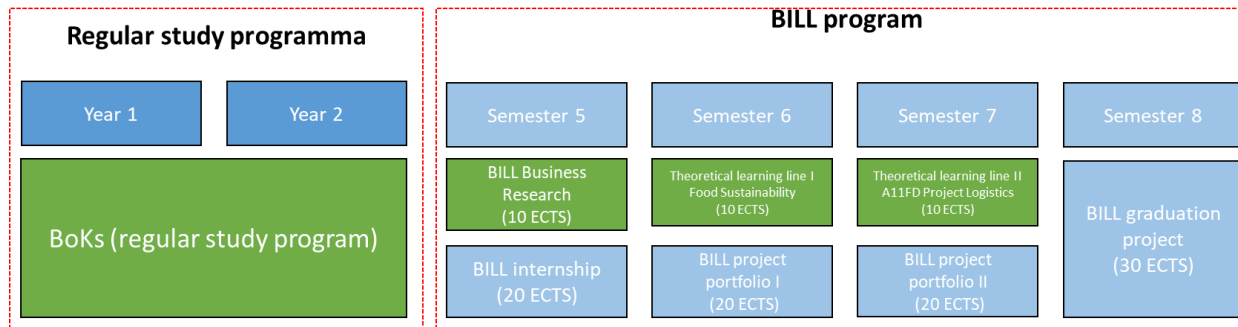 Regular study programma
BILL program
Year 1
Year 2
Semester 5
Semester 6
Semester 7
Semester 8
BoKs (regular study program)
BILL Business
Research
(10 ECTS)
Theoretical learning line I
Food Sustainability
(10 ECTS)
Theoretical learning line II
A11FD Project Logistics
(10 ECTS)
BILL graduation
project
(30 ECTS)
BILL internship
(20 ECTS)
BILL project
portfolio I
(20 ECTS)
BILL project
portfolio II
(20 ECTS)